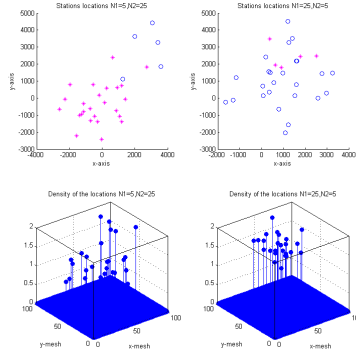 Stations locations N1=5,N2=25
5000
4000
3000
2000
1000
0
-1000
-2000
-3000
-4000 -2000 0 2000 4000
y-axis
x-axis
Stations locations N1=25,N2=5
5000
4000
3000
2000
1000
0
-1000
-2000
-3000
-2000 0 2000 4000
y-axis
x-axis
Density of the locations N1=5,N2=25
2
1.5
1
0.5
0
100
50
0
0
50
100
y-mesh
x-mesh
Density of the locations N1=25,N2=5
2
1.5
1
0.5
0
100
50
0
0
50
100
y-mesh
x-mesh